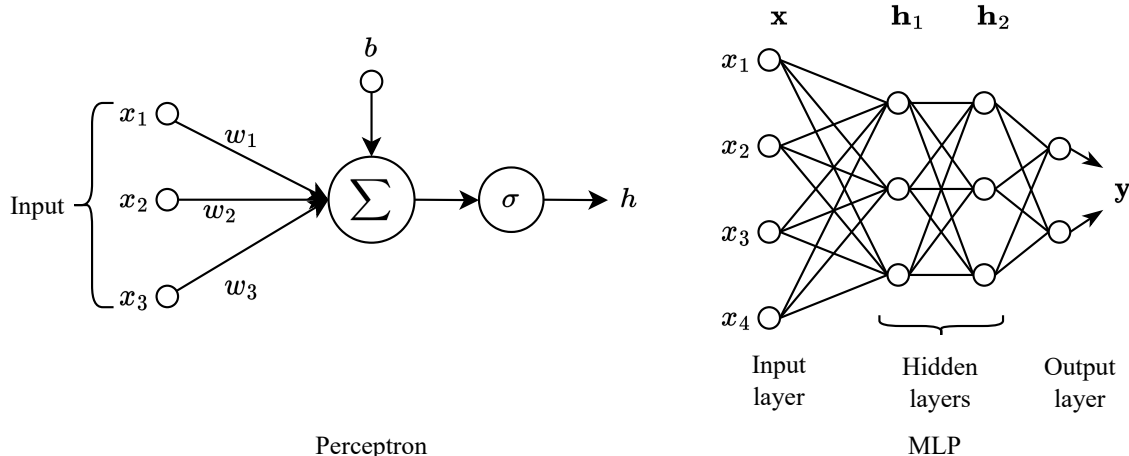 b
Input
x₁
x₂
x₃
w₁
w₂
w₃
∑
σ
h
Perceptron
x
h₁
h₂
x₁
x₂
x₃
x₄
y
Input
layer
Hidden
layers
Output
layer
MLP